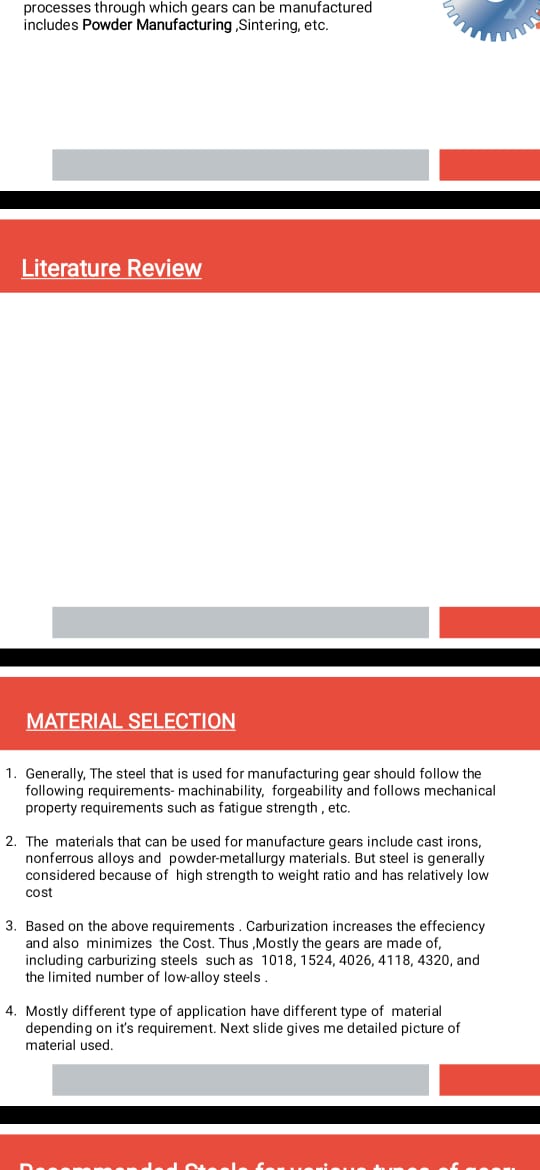 processes through which gears can be manufactured
includes Powder Manufacturing ,Sintering, etc.
Literature Review
MATERIAL SELECTION
1. Generally, The steel that is used for manufacturing gear should follow the
following requirements- machinability, forgeability and follows mechanical
property requirements such as fatigue strength , etc.
2. The materials that can be used for manufacture gears include cast irons,
nonferrous alloys and powder-metallurgy materials. But steel is generally
considered because of high strength to weight ratio and has relatively low
cost
3. Based on the above requirements . Carburization increases the effeciency
and also minimizes the Cost. Thus ,Mostly the gears are made of,
including carburizing steels such as 1018, 1524, 4026, 4118, 4320, and
the limited number of low-alloy steels .
4. Mostly different type of application have different type of material
depending on it's requirement. Next slide gives me detailed picture of
material used.
Recommended Steels for various types of gear